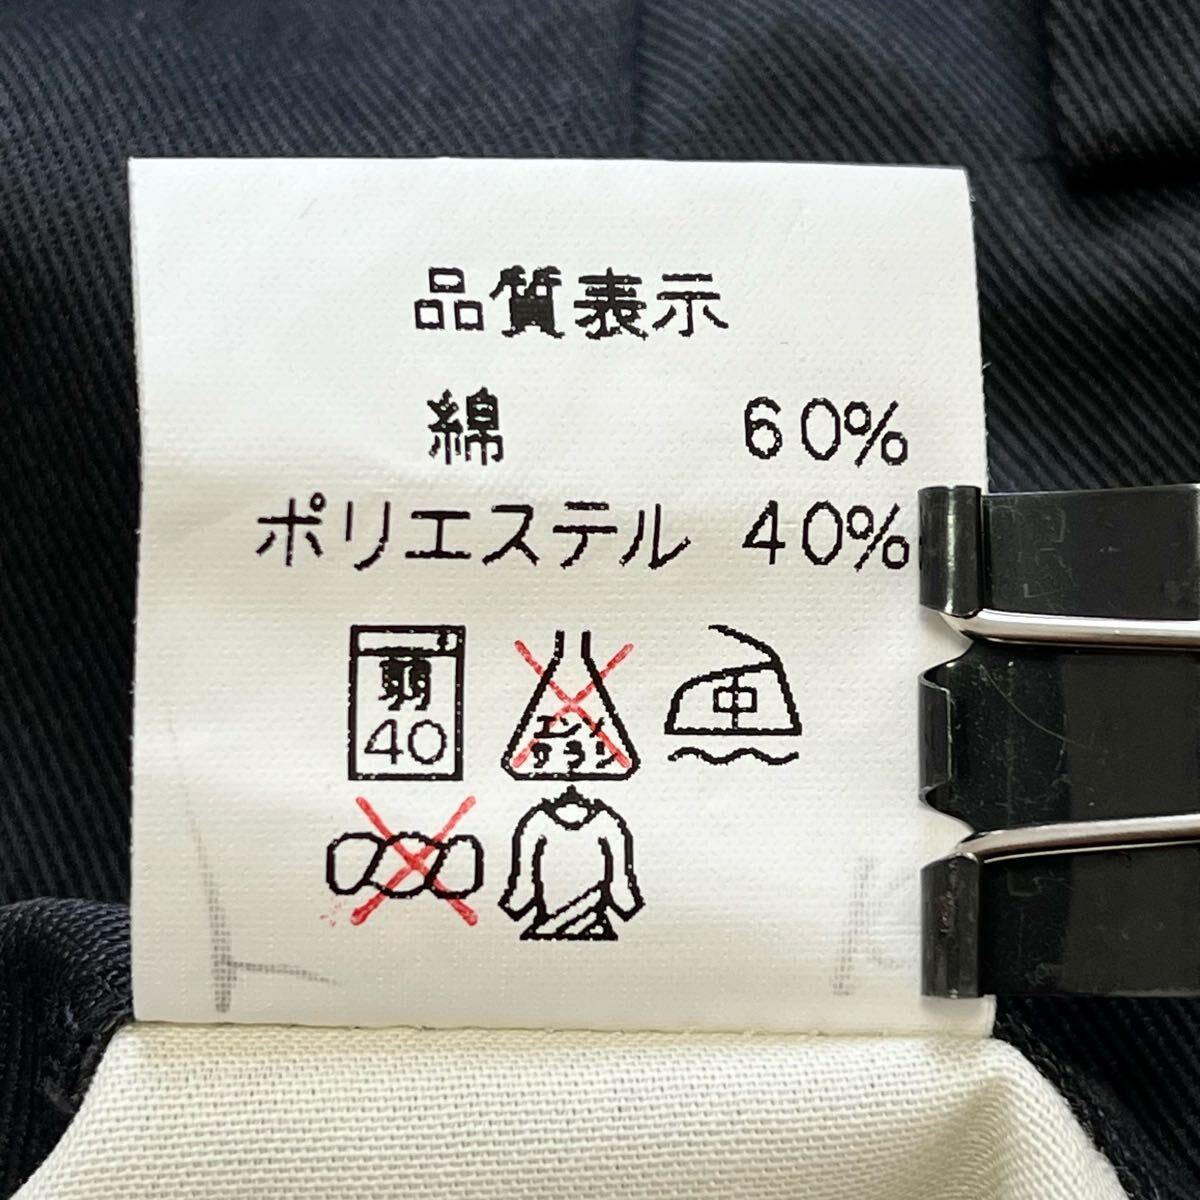 品質表示
綿 60%
ポリエステル 40%
弱
40
エンソ
サラシ
中